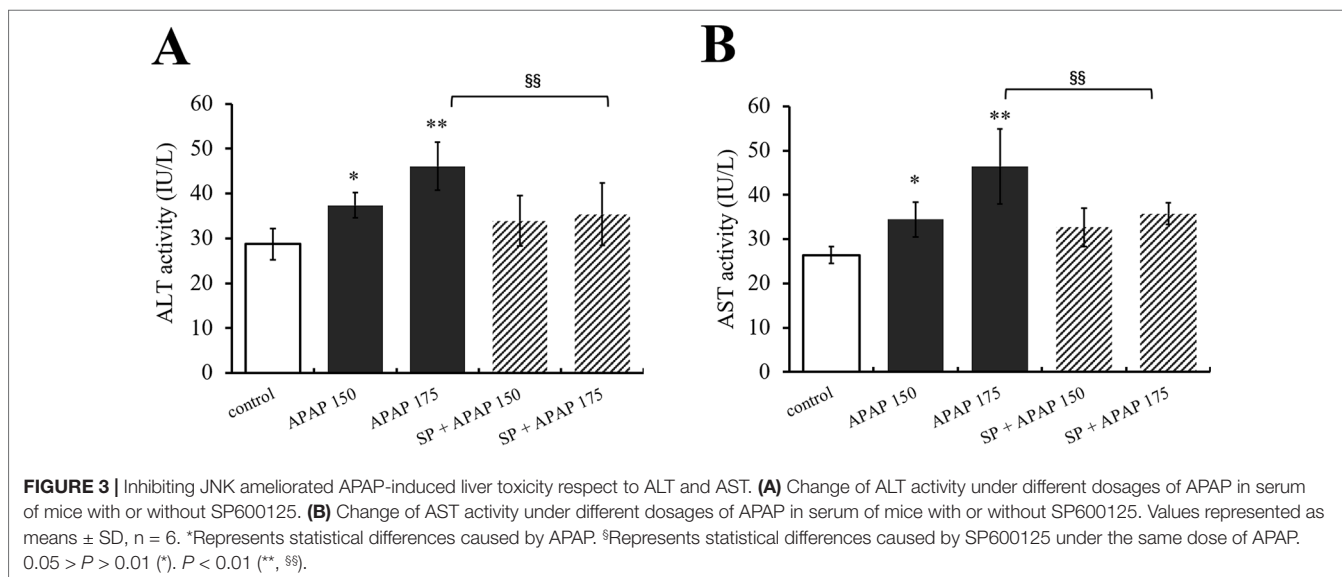 A
§§
**
*
60
50
40
30
20
10
0
ALT activity (IU/L)
control
APAP 150
APAP 175
SP + APAP 150
SP + APAP 175
B
§§
**
*
60
50
40
30
20
10
0
AST activity (IU/L)
control
APAP 150
APAP 175
SP + APAP 150
SP + APAP 175
FIGURE 3 | Inhibiting JNK ameliorated APAP-induced liver toxicity respect to ALT and AST. (A) Change of ALT activity under different dosages of APAP in serum
of mice with or without SP600125. (B) Change of AST activity under different dosages of APAP in serum of mice with or without SP600125. Values represented as
means ± SD, n = 6. *Represents statistical differences caused by APAP. §Represents statistical differences caused by SP600125 under the same dose of APAP.
0.05 > P > 0.01 (*). P < 0.01 (**, §§).